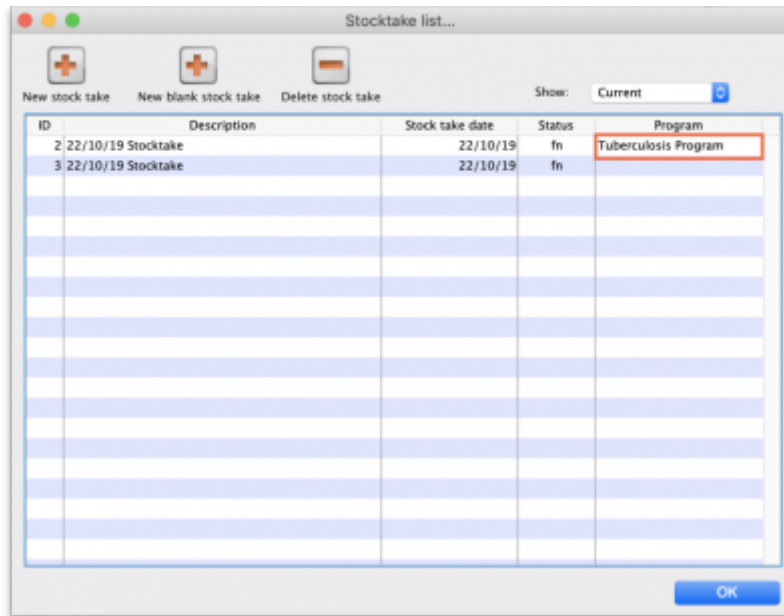 Stocktake list...
New stock take New blank stock take Delete stock take Show: Current
ID Description Stock take date Status Program
2 22/10/19 Stocktake 22/10/19 fn Tuberculosis Program
3 22/10/19 Stocktake 22/10/19 fn
OK